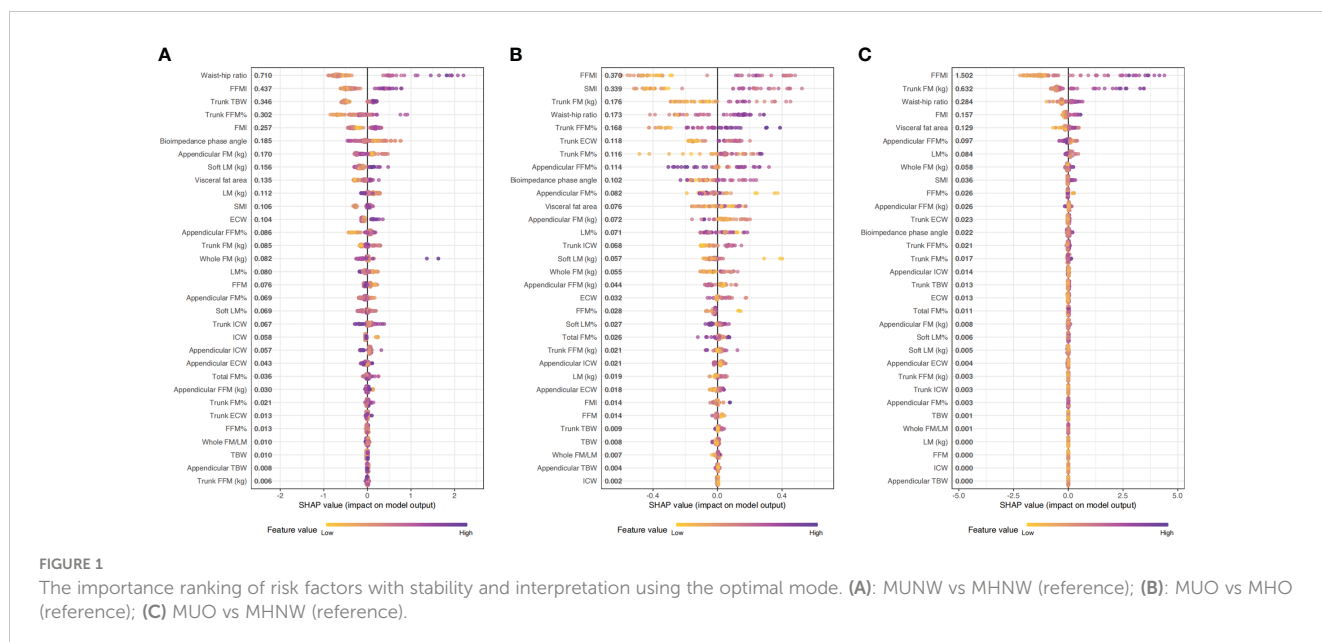 A
Waist-hip ratio 0.710
FFMI 0.437
Trunk TBW 0.346
Trunk FFM% 0.302
FMI 0.257
Bioimpedance phase angle 0.185
Appendicular FM (kg) 0.170
Soft LM (kg) 0.156
Visceral fat area 0.135
LM (kg) 0.112
SMI 0.106
ECW 0.104
Appendicular FFM% 0.086
Trunk FM (kg) 0.085
Whole FM (kg) 0.082
LM% 0.080
FFM 0.076
Appendicular FM% 0.069
Soft LM% 0.069
Trunk ICW 0.067
ICW 0.058
Appendicular ICW 0.057
Appendicular ECW 0.043
Total FM% 0.036
Appendicular FFM (kg) 0.030
Trunk FM% 0.021
Trunk ECW 0.013
FFM% 0.013
Whole FM/LM 0.010
TBW 0.010
Appendicular TBW 0.008
Trunk FFM (kg) 0.006
-2 -1 0 1 2
SHAP value (impact on model output)
Feature value Low High
B
FFMI 0.370
SMI 0.339
Trunk FM (kg) 0.176
Waist-hip ratio 0.173
Trunk FFM% 0.168
Trunk ECW 0.118
Trunk FM% 0.116
Appendicular FFM% 0.114
Bioimpedance phase angle 0.102
Appendicular FM% 0.082
Visceral fat area 0.076
Appendicular FM (kg) 0.072
LM% 0.071
Trunk ICW 0.068
Soft LM (kg) 0.057
Whole FM (kg) 0.055
Appendicular FFM (kg) 0.044
ECW 0.032
FFM% 0.028
Soft LM% 0.027
Total FM% 0.026
Trunk FFM (kg) 0.021
Appendicular ICW 0.021
LM (kg) 0.019
Appendicular ECW 0.018
FMI 0.014
FFM 0.014
Trunk TBW 0.009
TBW 0.008
Whole FM/LM 0.007
Appendicular TBW 0.004
ICW 0.002
-0.4 0.0 0.4
SHAP value (impact on model output)
Feature value Low High
C
FFMI 1.502
Trunk FM (kg) 0.632
Waist-hip ratio 0.284
FMI 0.157
Visceral fat area 0.129
Appendicular FFM% 0.097
LM% 0.084
Whole FM (kg) 0.058
SMI 0.036
FFM% 0.026
Appendicular FFM (kg) 0.026
Trunk ECW 0.023
Bioimpedance phase angle 0.022
Trunk FFM% 0.021
Trunk FM% 0.017
Appendicular ICW 0.014
Trunk TBW 0.013
ECW 0.013
Total FM% 0.011
Appendicular FM (kg) 0.008
Soft LM% 0.006
Soft LM (kg) 0.005
Appendicular ECW 0.004
Trunk FFM (kg) 0.003
Trunk ICW 0.003
Appendicular FM% 0.003
TBW 0.001
Whole FM/LM 0.001
LM (kg) 0.000
FFM 0.000
ICW 0.000
Appendicular TBW 0.000
-5.0 -2.5 0.0 2.5 5.0
SHAP value (impact on model output)
Feature value Low High
FIGURE 1
The importance ranking of risk factors with stability and interpretation using the optimal mode. (A): MUNW vs MHNW (reference); (B): MUO vs MHO
(reference); (C) MUO vs MHNW (reference).